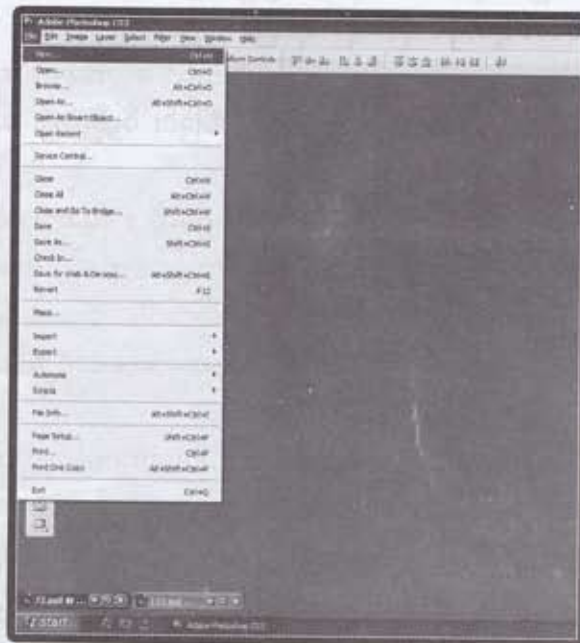 Adobe Photoshop CS3
File Edit Image Layer Select Filter View Window Help
New... Ctrl+N
Open... Ctrl+O
Browse... Alt+Ctrl+O
Open As... Alt+Shift+Ctrl+O
Open As Smart Object...
Open Recent
Device Central...
Close Ctrl+W
Close All Alt+Ctrl+W
Close and Go To Bridge... Shift+Ctrl+W
Save Ctrl+S
Save As... Shift+Ctrl+S
Check In...
Save for Web & Devices... Alt+Shift+Ctrl+S
Revert F12
Place...
Import
Export
Automate
Scripts
File Info... Alt+Shift+Ctrl+I
Page Setup... Shift+Ctrl+P
Print... Ctrl+P
Print One Copy Alt+Shift+Ctrl+P
Exit Ctrl+Q
start
Adobe Photoshop CS3